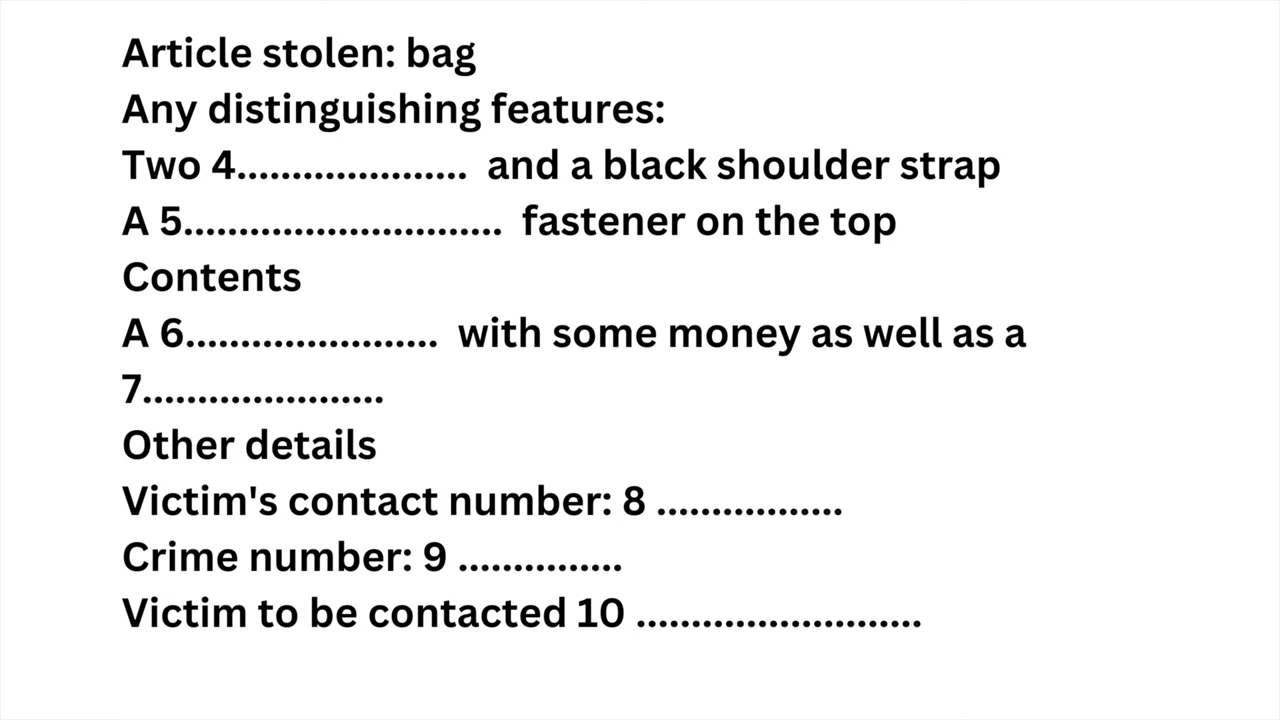 Article stolen: bag
Any distinguishing features:
Two 4..................... and a black shoulder strap
A 5............................. fastener on the top
Contents
A 6....................... with some money as well as a
7......................
Other details
Victim's contact number: 8 .................
Crime number: 9 ...............
Victim to be contacted 10 ..........................